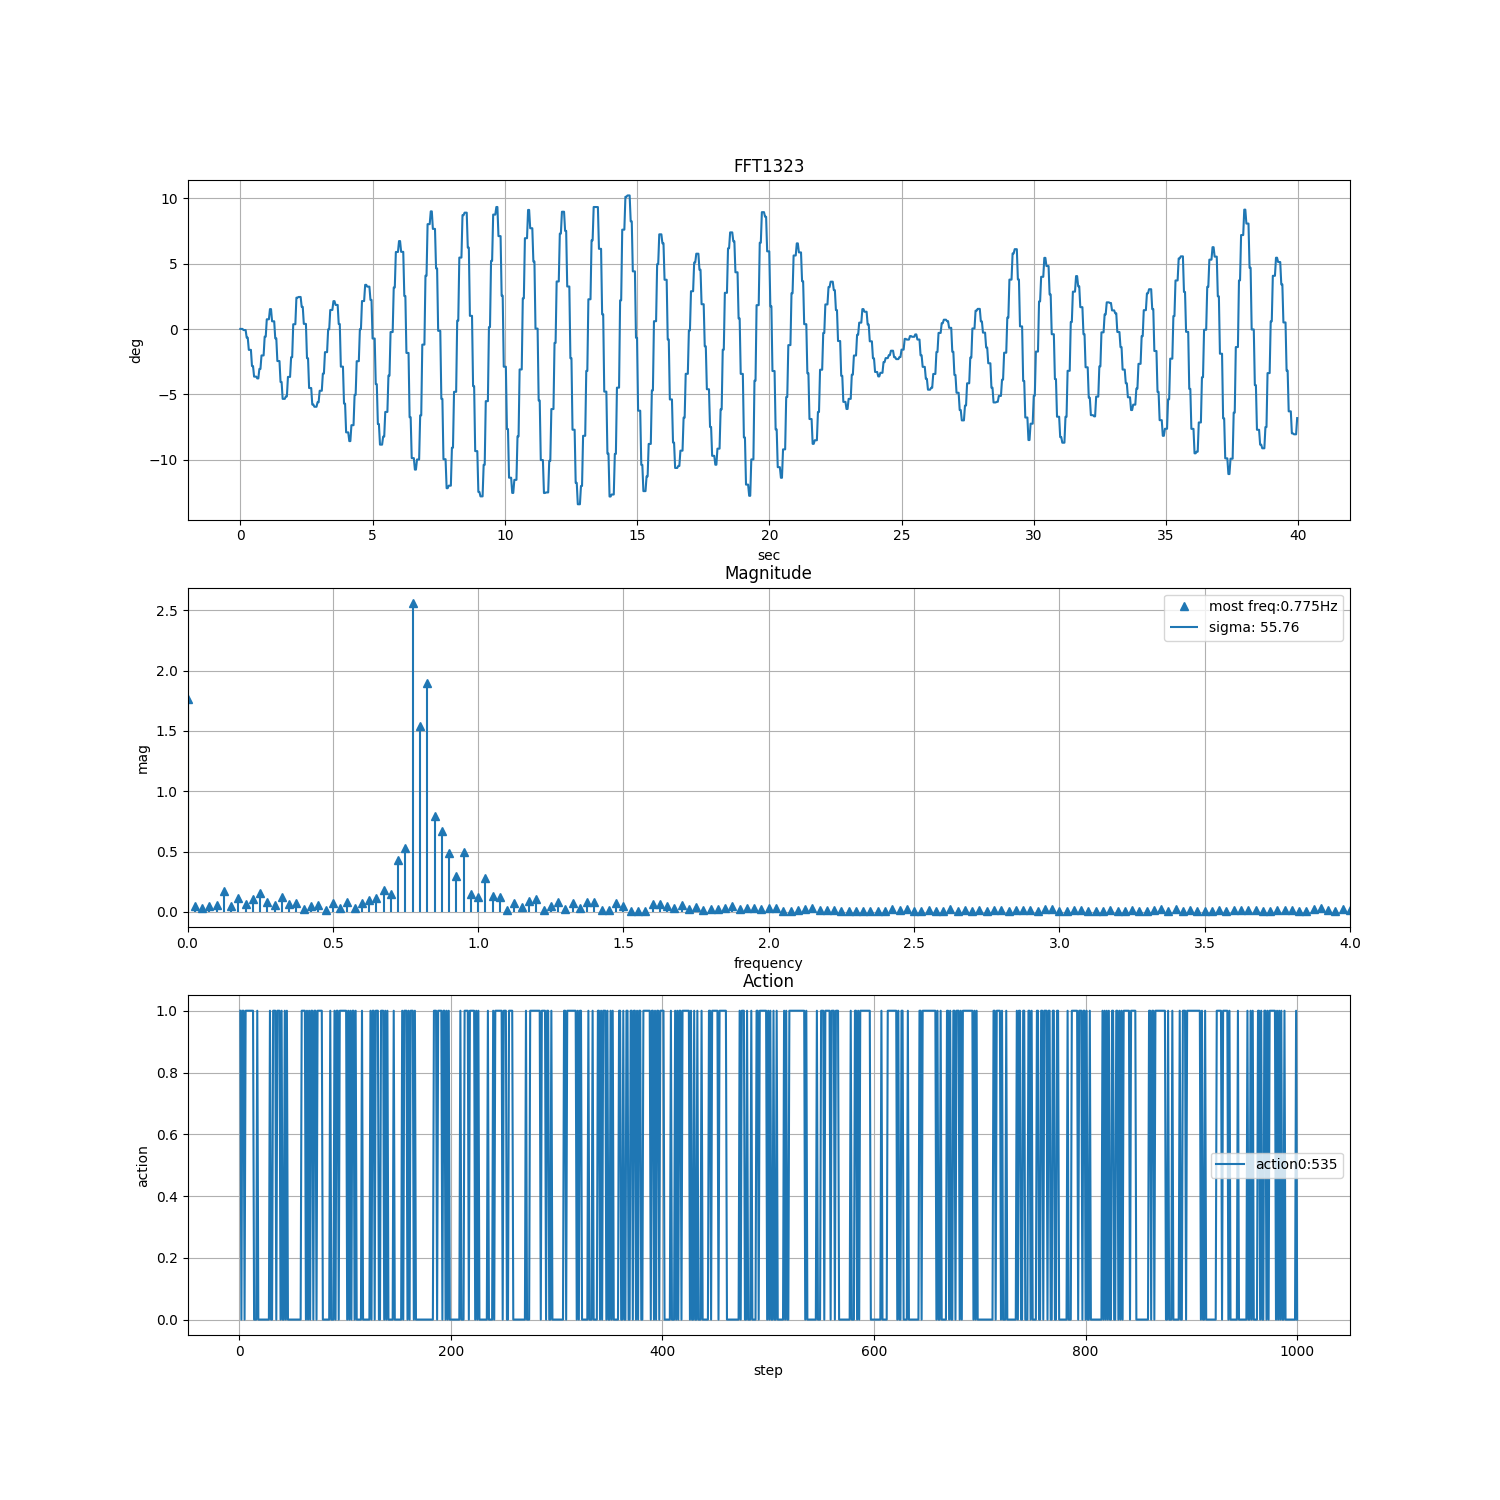 FFT1323
10
5
0
−5
−10
deg
0 5 10 15 20 25 30 35 40
sec
Magnitude
2.5
2.0
1.5
1.0
0.5
0.0
mag
most freq:0.775Hz
sigma: 55.76
0.0 0.5 1.0 1.5 2.0 2.5 3.0 3.5 4.0
frequency
Action
1.0
0.8
0.6
0.4
0.2
0.0
action
action0:535
0 200 400 600 800 1000
step